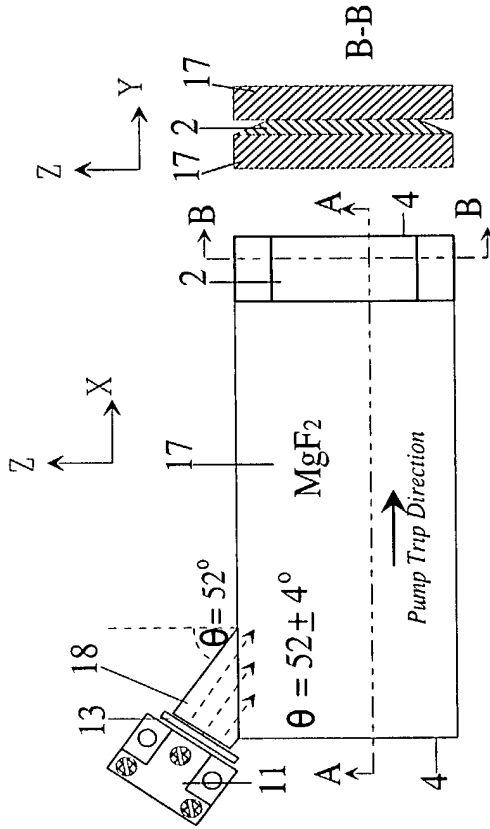 Z
X
Z
Y
18
13
11
θ = 52°
17
B
2
17
2
17
MgF₂
θ = 52 ± 4°
A
A
Pump Trip Direction
4
4
B
B-B